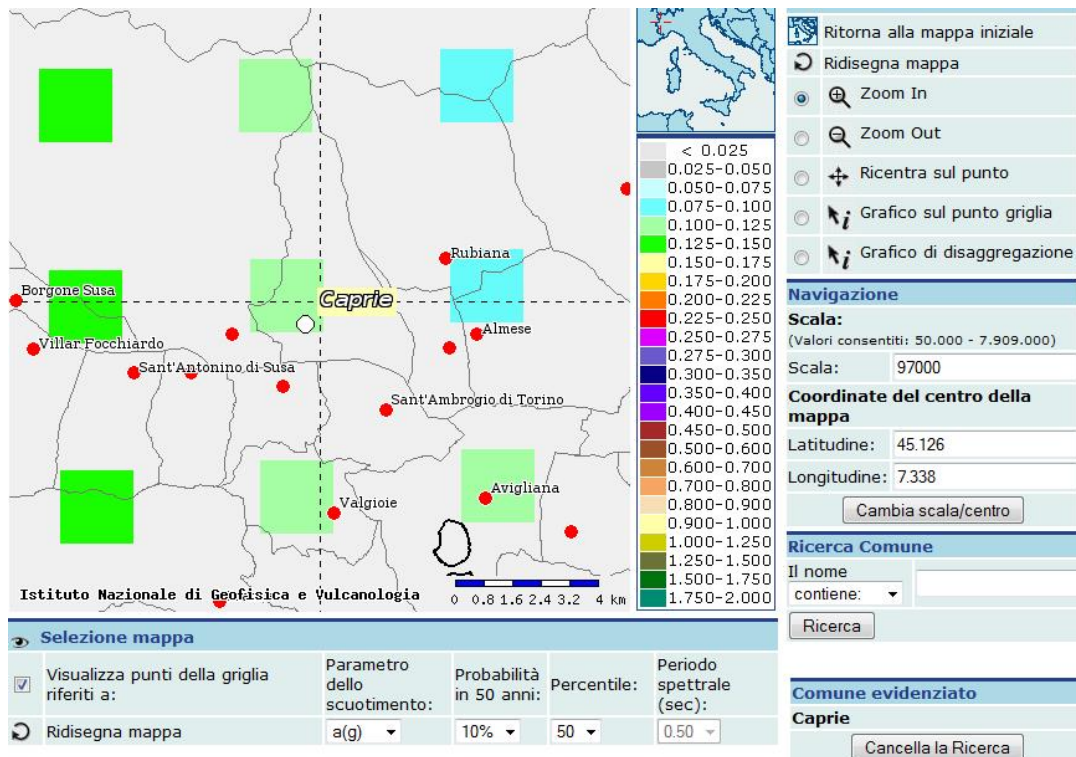 Rubiana
Borgone Susa
Caprie
Almese
Villar Focchiardo
Sant'Antonino di Susa
Sant'Ambrogio di Torino
Avigliana
Valgioie
Istituto Nazionale di Geofisica e Vulcanologia
0 0.8 1.6 2.4 3.2 4 km
< 0.025
0.025-0.050
0.050-0.075
0.075-0.100
0.100-0.125
0.125-0.150
0.150-0.175
0.175-0.200
0.200-0.225
0.225-0.250
0.250-0.275
0.275-0.300
0.300-0.350
0.350-0.400
0.400-0.450
0.450-0.500
0.500-0.600
0.600-0.700
0.700-0.800
0.800-0.900
0.900-1.000
1.000-1.250
1.250-1.500
1.500-1.750
1.750-2.000
Ritorna alla mappa iniziale
Ridisegna mappa
Zoom In
Zoom Out
Ricentra sul punto
Grafico sul punto griglia
Grafico di disaggregazione
Navigazione
Scala:
(Valori consentiti: 50.000 - 7.909.000)
Scala: 97000
Coordinate del centro della
mappa
Latitudine: 45.126
Longitudine: 7.338
Cambia scala/centro
Ricerca Comune
Il nome
contiene:
Ricerca
Comune evidenziato
Caprie
Cancella la Ricerca
Selezione mappa
Visualizza punti della griglia
riferiti a:
Parametro
dello
scuotimento:
Probabilità
in 50 anni:
Percentile:
Periodo
spettrale
(sec):
Ridisegna mappa
a(g)
10%
50
0.50